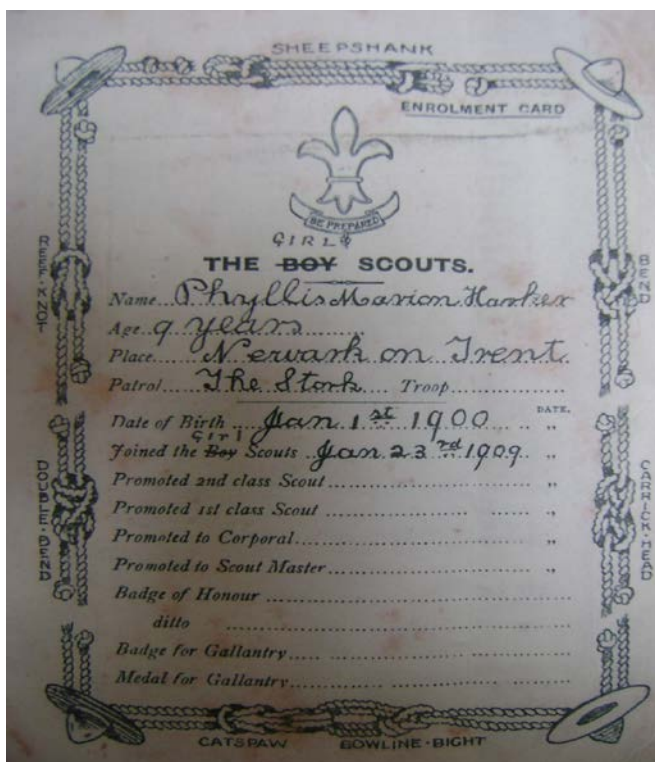 SHEEPSHANK
ENROLMENT CARD
BE PREPARED
GIRL
THE BOY SCOUTS.
Name Phyllis Marion Harker
Age 9 years
Place Newark on Trent
Patrol The Stork Troop
DATE.
Date of Birth Jan 1st 1900 "
Girl
Joined the Boy Scouts Jan 23rd 1909 "
Promoted 2nd class Scout "
Promoted 1st class Scout "
Promoted to Corporal "
Promoted to Scout Master "
Badge of Honour
ditto
Badge for Gallantry
Medal for Gallantry
REEF-KNOT
BEND
DOUBLE-BEND
CARRICK-HEAD
CATSPAW
BOWLINE-BIGHT